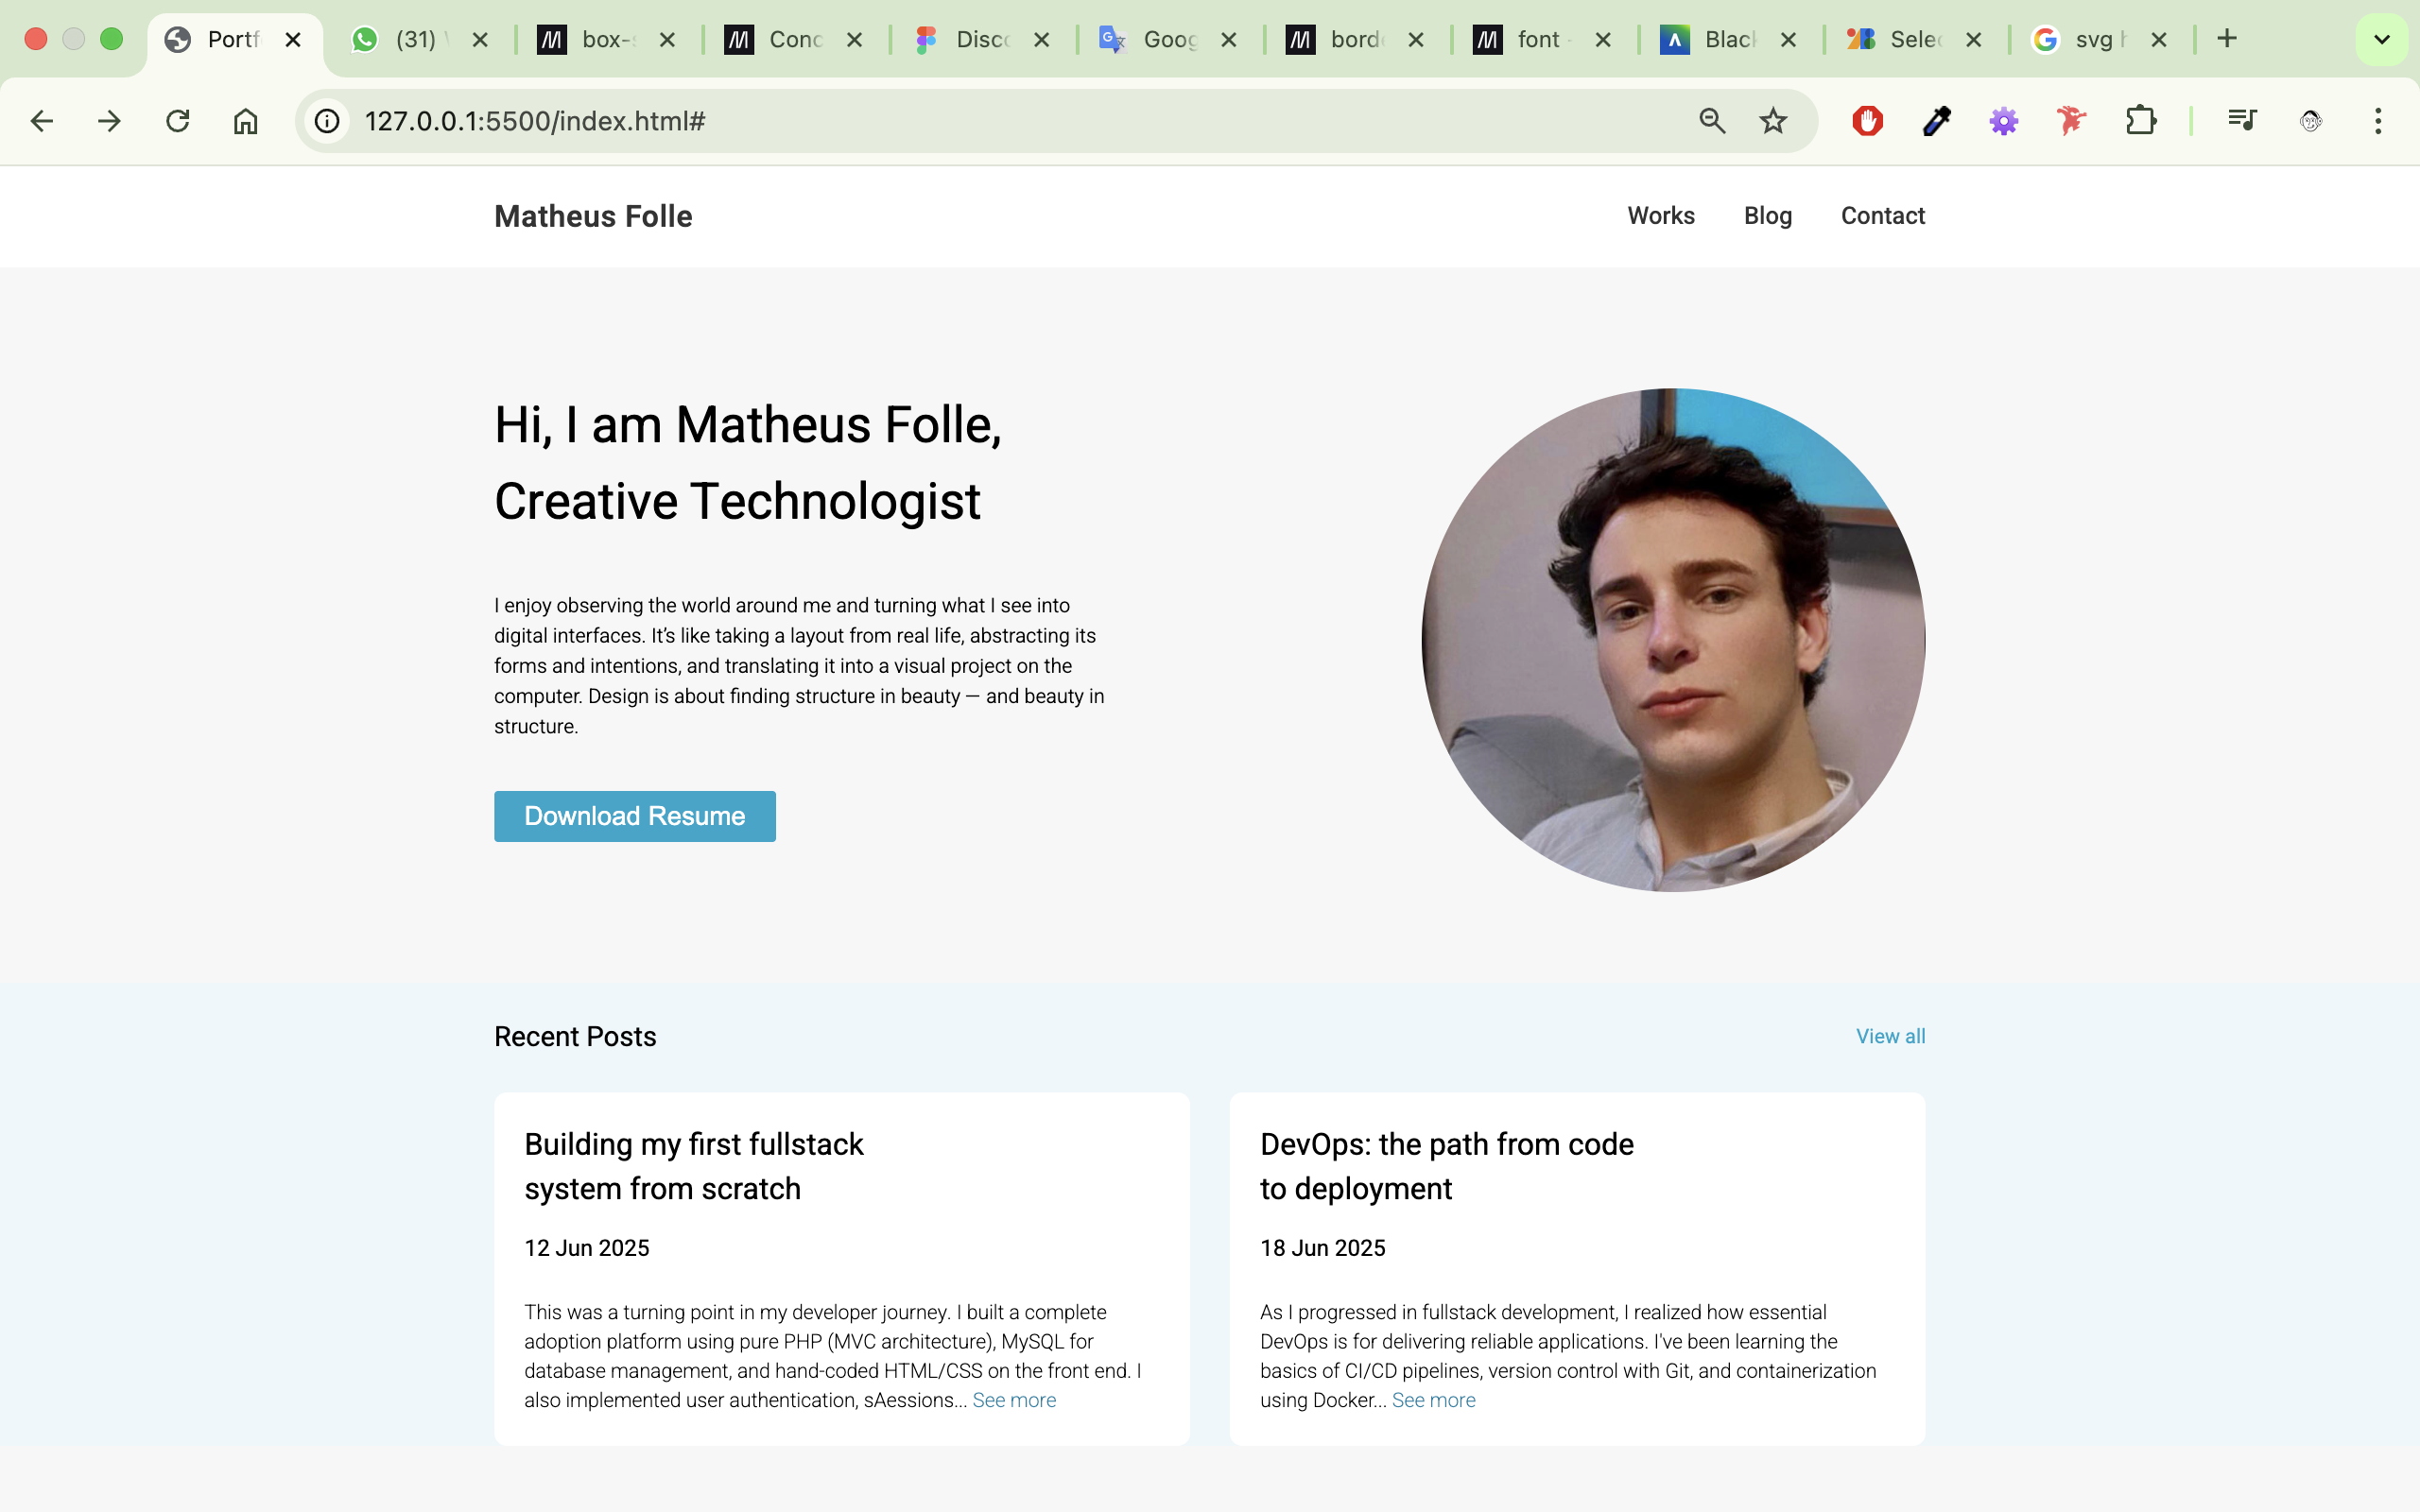 Portf
(31)
box-s
Conc
Disco
Goog
bord
font -
Blac
Selec
svg h
127.0.0.1:5500/index.html#
Matheus Folle
Works
Blog
Contact
Hi, I am Matheus Folle,
Creative Technologist
I enjoy observing the world around me and turning what I see into
digital interfaces. It’s like taking a layout from real life, abstracting its
forms and intentions, and translating it into a visual project on the
computer. Design is about finding structure in beauty — and beauty in
structure.
Download Resume
Recent Posts
View all
Building my first fullstack
system from scratch
12 Jun 2025
This was a turning point in my developer journey. I built a complete
adoption platform using pure PHP (MVC architecture), MySQL for
database management, and hand-coded HTML/CSS on the front end. I
also implemented user authentication, sAessions... See more
DevOps: the path from code
to deployment
18 Jun 2025
As I progressed in fullstack development, I realized how essential
DevOps is for delivering reliable applications. I've been learning the
basics of CI/CD pipelines, version control with Git, and containerization
using Docker... See more